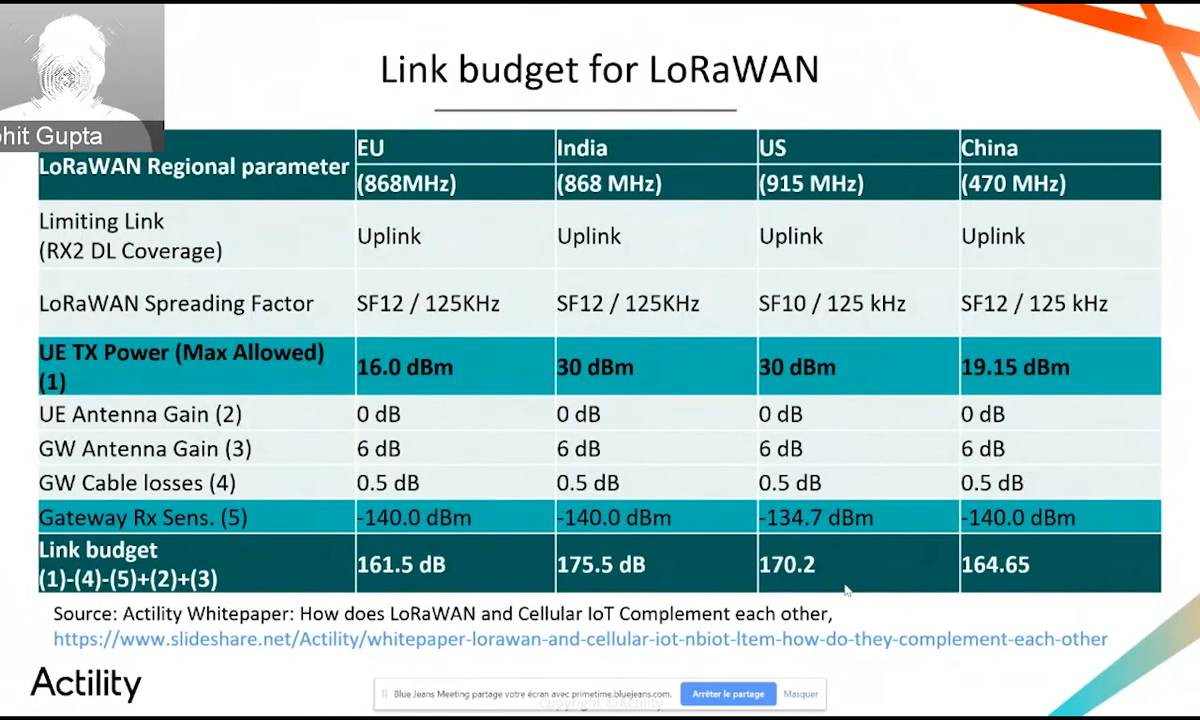 Link budget for LoRaWAN
hit Gupta
LoRaWAN Regional parameter
EU
India
US
China
(868MHz)
(868 MHz)
(915 MHz)
(470 MHz)
Limiting Link
(RX2 DL Coverage)
Uplink
Uplink
Uplink
Uplink
LoRaWAN Spreading Factor
SF12 / 125KHz
SF12 / 125KHz
SF10 / 125 kHz
SF12 / 125 kHz
UE TX Power (Max Allowed)
(1)
16.0 dBm
30 dBm
30 dBm
19.15 dBm
UE Antenna Gain (2)
0 dB
0 dB
0 dB
0 dB
GW Antenna Gain (3)
6 dB
6 dB
6 dB
6 dB
GW Cable losses (4)
0.5 dB
0.5 dB
0.5 dB
0.5 dB
Gateway Rx Sens. (5)
-140.0 dBm
-140.0 dBm
-134.7 dBm
-140.0 dBm
Link budget
(1)-(4)-(5)+(2)+(3)
161.5 dB
175.5 dB
170.2
164.65
Source: Actility Whitepaper: How does LoRaWAN and Cellular IoT Complement each other,
https://www.slideshare.net/Actility/whitepaper-lorawan-and-cellular-iot-nbiot-ltem-how-do-they-complement-each-other
Actility
Blue Jeans Meeting partage votre écran avec primetime.bluejeans.com.
Arrêter le partage
Masquer
Copyright ©Actility